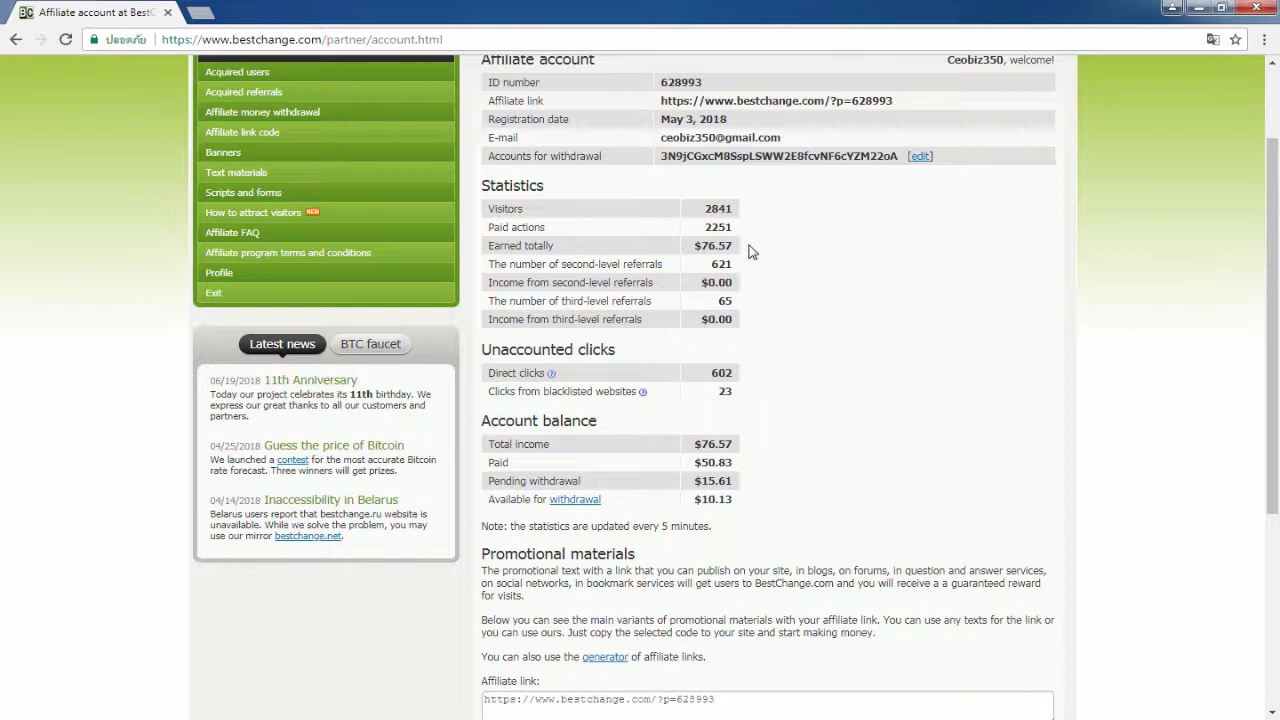 Affiliate account at BestC
ปลอดภัย https://www.bestchange.com/partner/account.html
Acquired users
Acquired referrals
Affiliate money withdrawal
Affiliate link code
Banners
Text materials
Scripts and forms
How to attract visitors NEW
Affiliate FAQ
Affiliate program terms and conditions
Profile
Exit
Latest news BTC faucet
06/19/2018 11th Anniversary
Today our project celebrates its 11th birthday. We
express our great thanks to all our customers and
partners.
04/25/2018 Guess the price of Bitcoin
We launched a contest for the most accurate Bitcoin
rate forecast. Three winners will get prizes.
04/14/2018 Inaccessibility in Belarus
Belarus users report that bestchange.ru website is
unavailable. While we solve the problem, you may
use our mirror bestchange.net.
Affiliate account Ceobiz350, welcome!
ID number 628993
Affiliate link https://www.bestchange.com/?p=628993
Registration date May 3, 2018
E-mail ceobiz350@gmail.com
Accounts for withdrawal 3N9jCGxcM8SspLSWW2E8fcvNF6cYZM22oA [edit]
Statistics
Visitors 2841
Paid actions 2251
Earned totally $76.57
The number of second-level referrals 621
Income from second-level referrals $0.00
The number of third-level referrals 65
Income from third-level referrals $0.00
Unaccounted clicks
Direct clicks ? 602
Clicks from blacklisted websites ? 23
Account balance
Total income $76.57
Paid $50.83
Pending withdrawal $15.61
Available for withdrawal $10.13
Note: the statistics are updated every 5 minutes.
Promotional materials
The promotional text with a link that you can publish on your site, in blogs, on forums, in question and answer services,
on social networks, in bookmark services will get users to BestChange.com and you will receive a a guaranteed reward
for visits.
Below you can see the main variants of promotional materials with your affiliate link. You can use any texts for the link or
you can use ours. Just copy the selected code to your site and start making money.
You can also use the generator of affiliate links.
Affiliate link:
https://www.bestchange.com/?p=628993